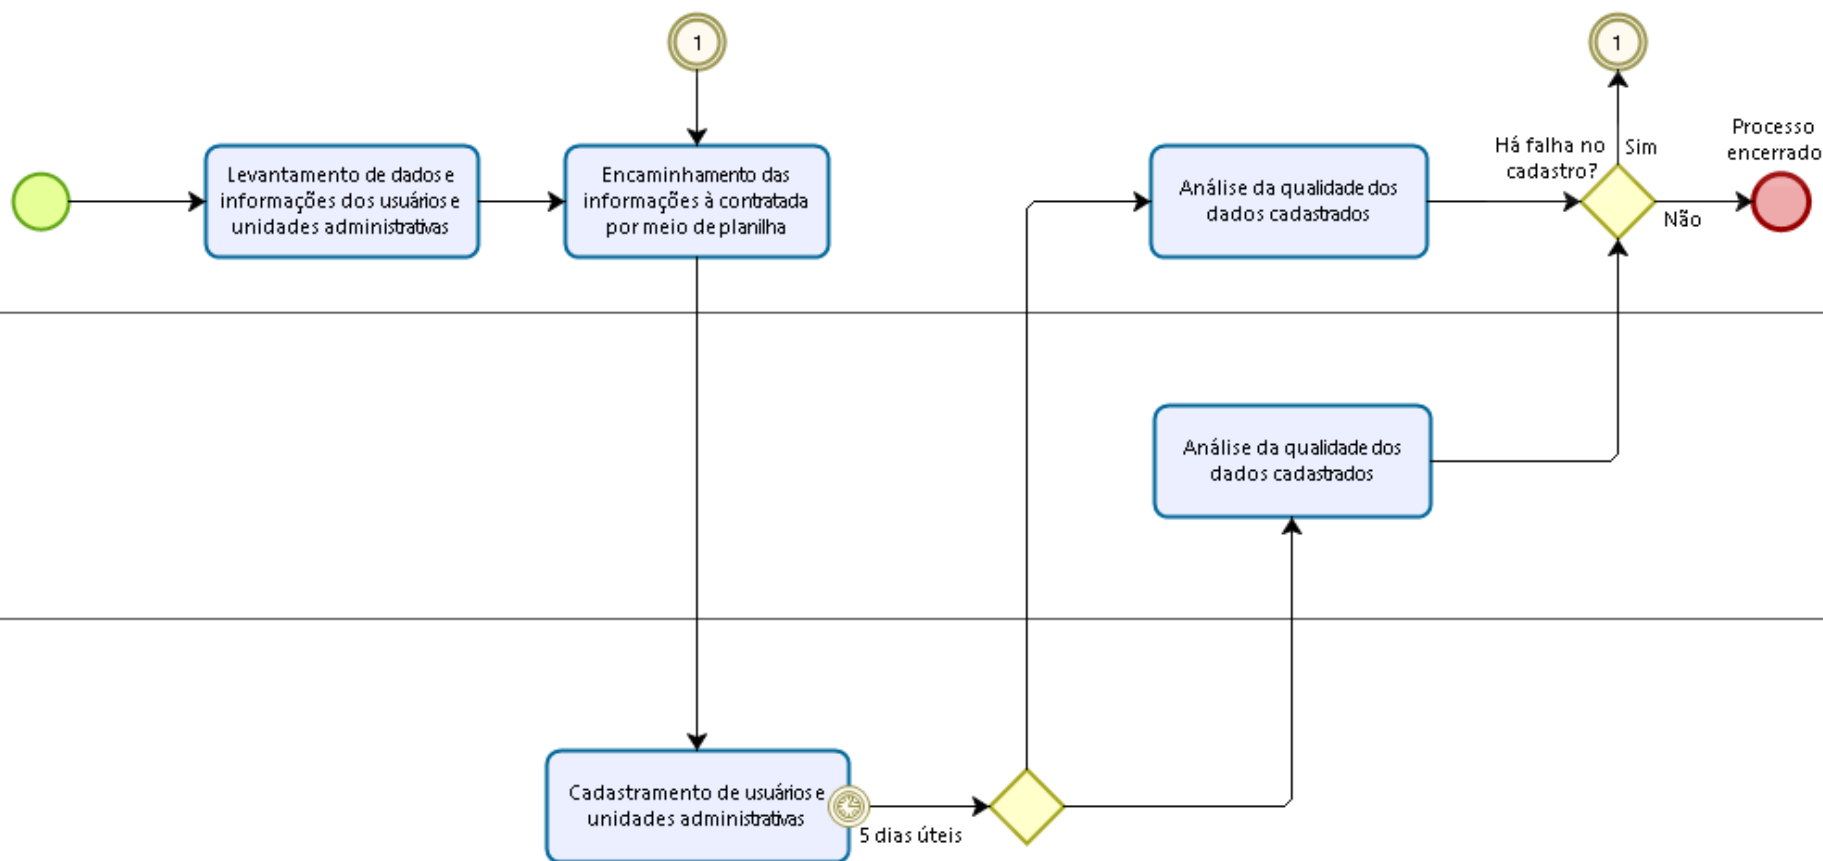 1
1
Levantamento de dados e
informações dos usuários e
unidades administrativas
Encaminhamento das
informações à contratada
por meio de planilha
Análise da qualidade dos
dados cadastrados
Há falha no
cadastro?
Sim
Não
Processo
encerrado
Análise da qualidade dos
dados cadastrados
Cadastramento de usuários e
unidades administrativas
5 dias úteis